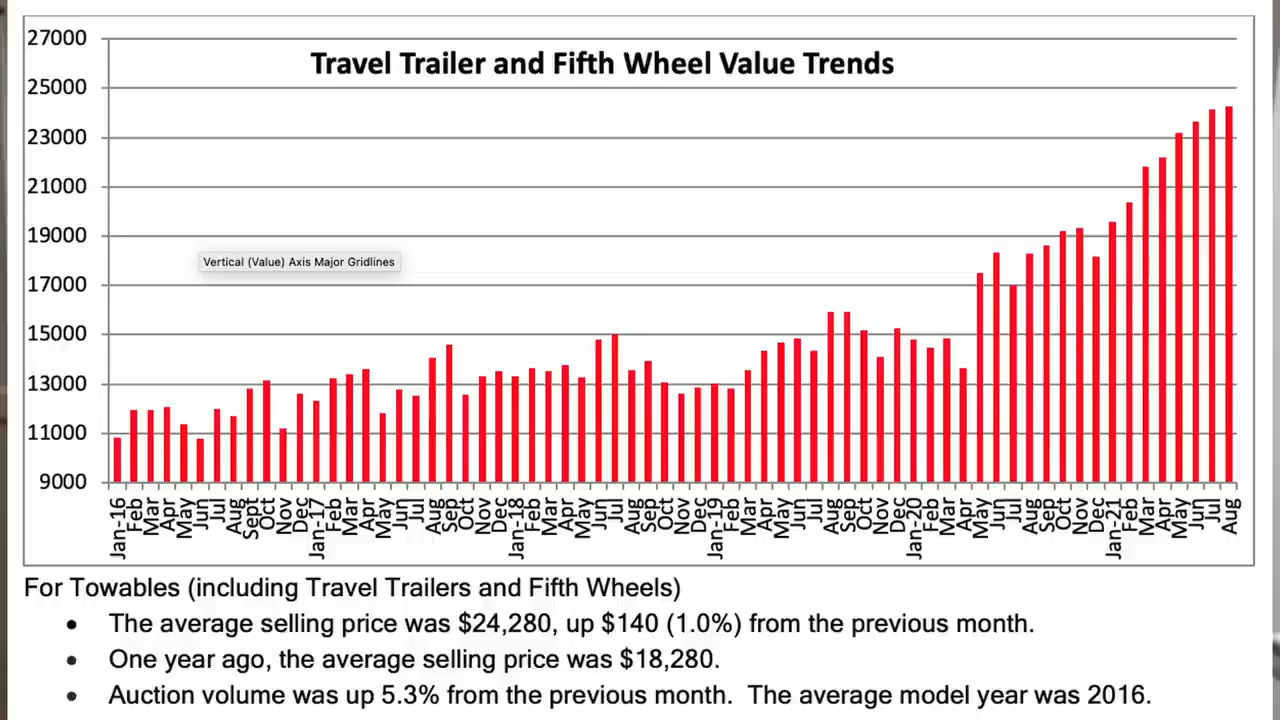 Travel Trailer and Fifth Wheel Value Trends
27000
25000
23000
21000
19000
17000
15000
13000
11000
9000
Vertical (Value) Axis Major Gridlines
Jan-16
Feb
Mar
Apr
May
Jun
Jul
Aug
Sept
Oct
Nov
Dec
Jan-17
Feb
Mar
Apr
May
Jun
Jul
Aug
Sep
Oct
Nov
Dec
Jan-18
Feb
Mar
Apr
May
Jun
Jul
Aug
Sep
Oct
Nov
Dec
Jan-19
Feb
Mar
Apr
May
Jun
Jul
Aug
Sep
Oct
Nov
Dec
Jan-20
Feb
Mar
Apr
May
Jun
Jul
Aug
Sep
Oct
Nov
Dec
Jan-21
Feb
Mar
Apr
May
Jun
Jul
Aug
For Towables (including Travel Trailers and Fifth Wheels)
• The average selling price was $24,280, up $140 (1.0%) from the previous month.
• One year ago, the average selling price was $18,280.
• Auction volume was up 5.3% from the previous month. The average model year was 2016.